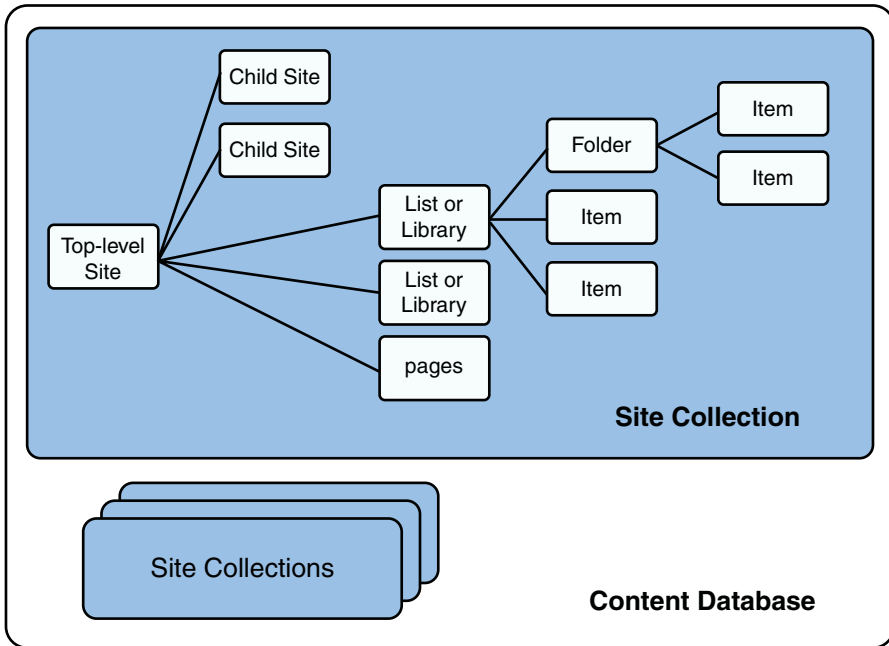 Child Site
Child Site
Top-level
Site
List or
Library
List or
Library
pages
Folder
Item
Item
Item
Item
Site Collection
Site Collections
Content Database